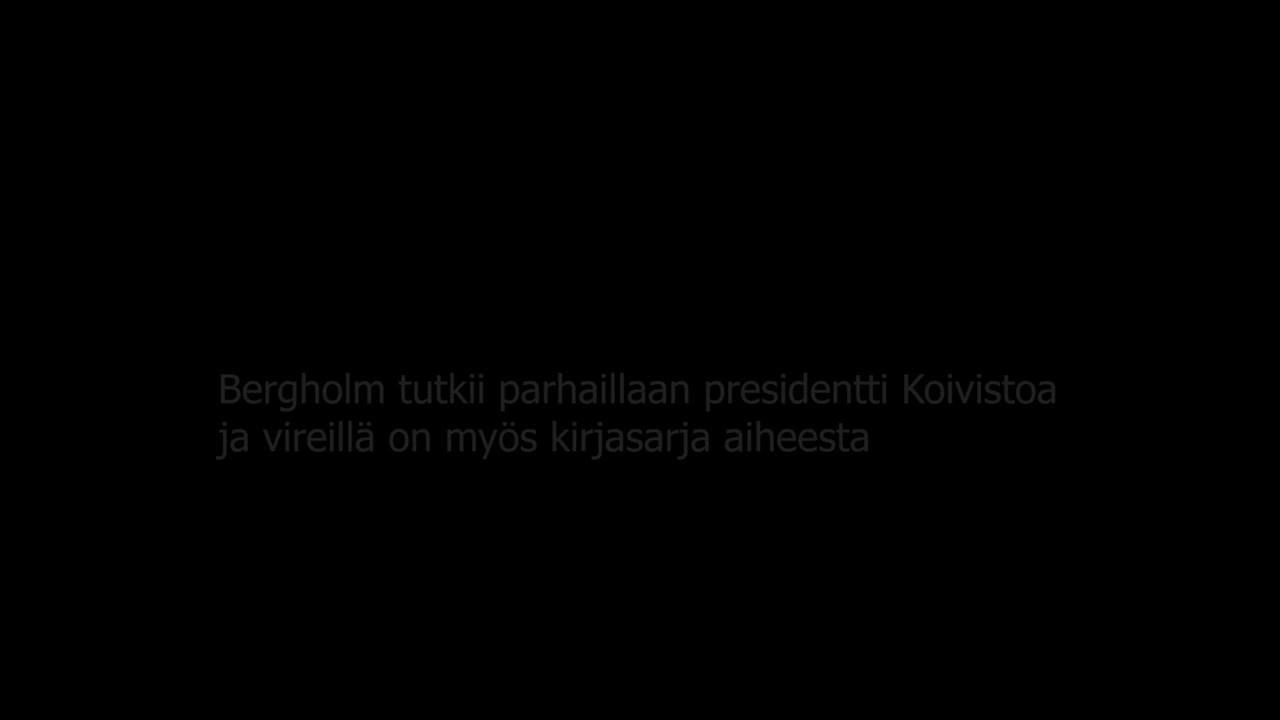 Bergholm tutkii parhaillaan presidentti Koivistoa
ja vireillä on myös kirjasarja aiheesta